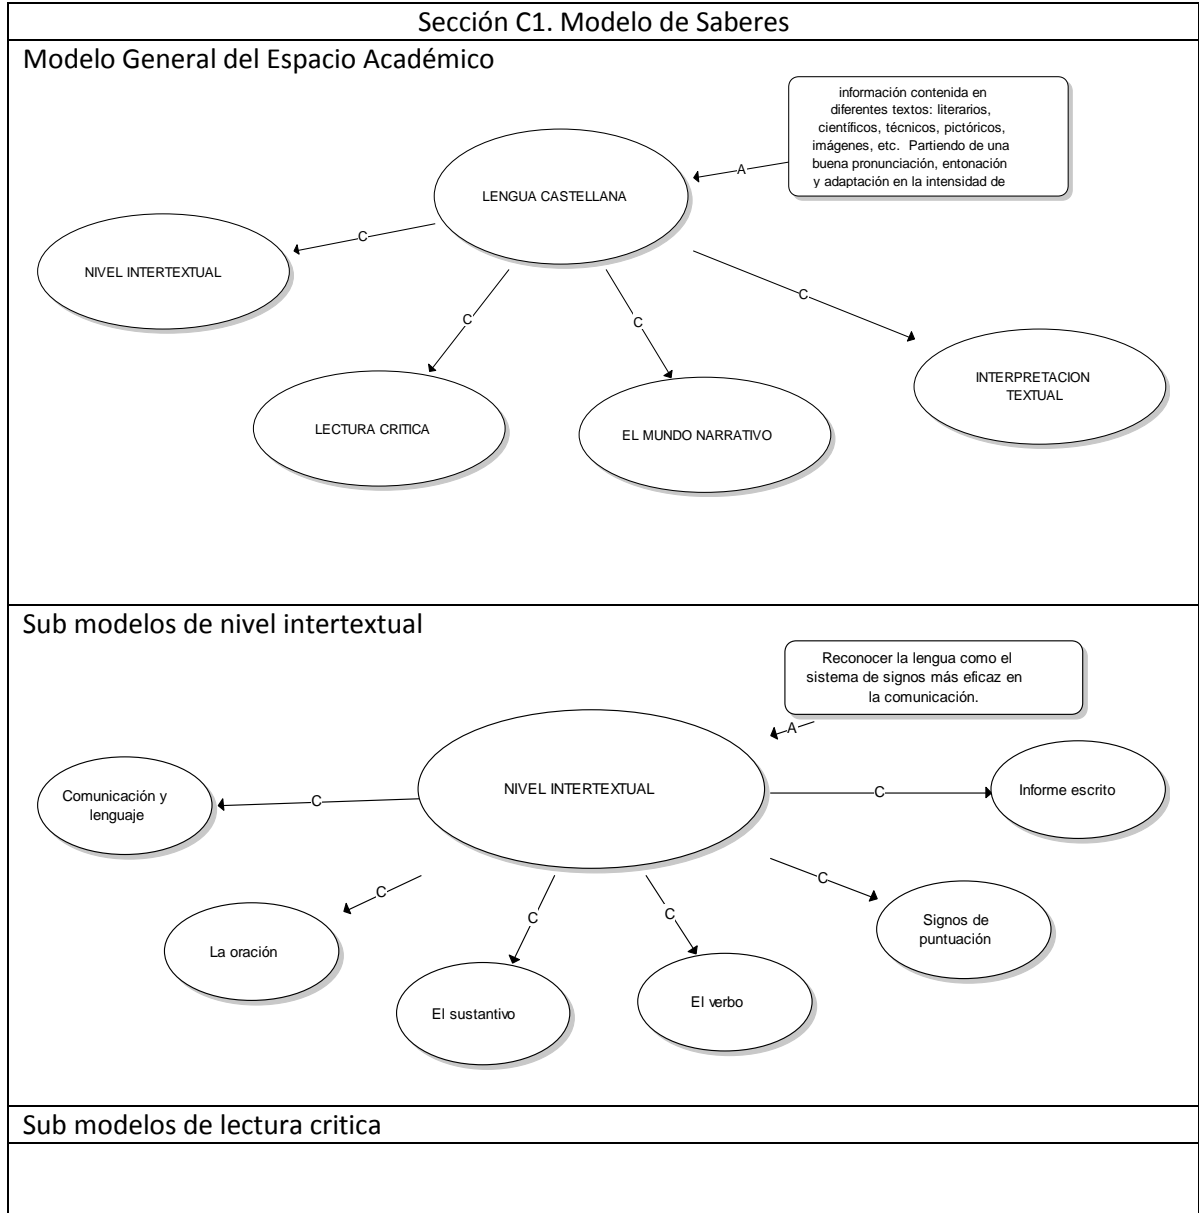 Sección C1. Modelo de Saberes
Modelo General del Espacio Académico
información contenida en
diferentes textos: literarios,
científicos, técnicos, pictóricos,
imágenes, etc. Partiendo de una
buena pronunciación, entonación
y adaptación en la intensidad de
A
LENGUA CASTELLANA
C
NIVEL INTERTEXTUAL
C
C
C
LECTURA CRITICA
EL MUNDO NARRATIVO
INTERPRETACION
TEXTUAL
Sub modelos de nivel intertextual
Reconocer la lengua como el
sistema de signos más eficaz en
la comunicación.
A
NIVEL INTERTEXTUAL
Comunicación y
lenguaje
C
C
Informe escrito
C
C
C
C
La oración
El sustantivo
El verbo
Signos de
puntuación
Sub modelos de lectura critica